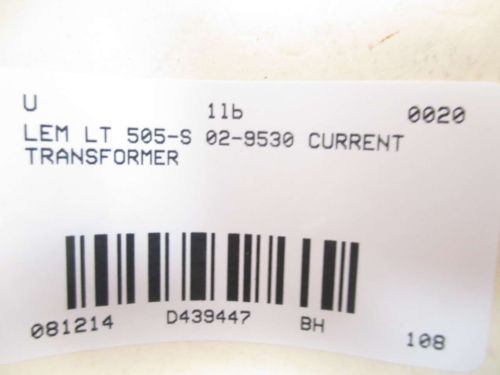 U 1lb 0020
LEM LT 505-S 02-9530 CURRENT
TRANSFORMER
081214 D439447 BH 108